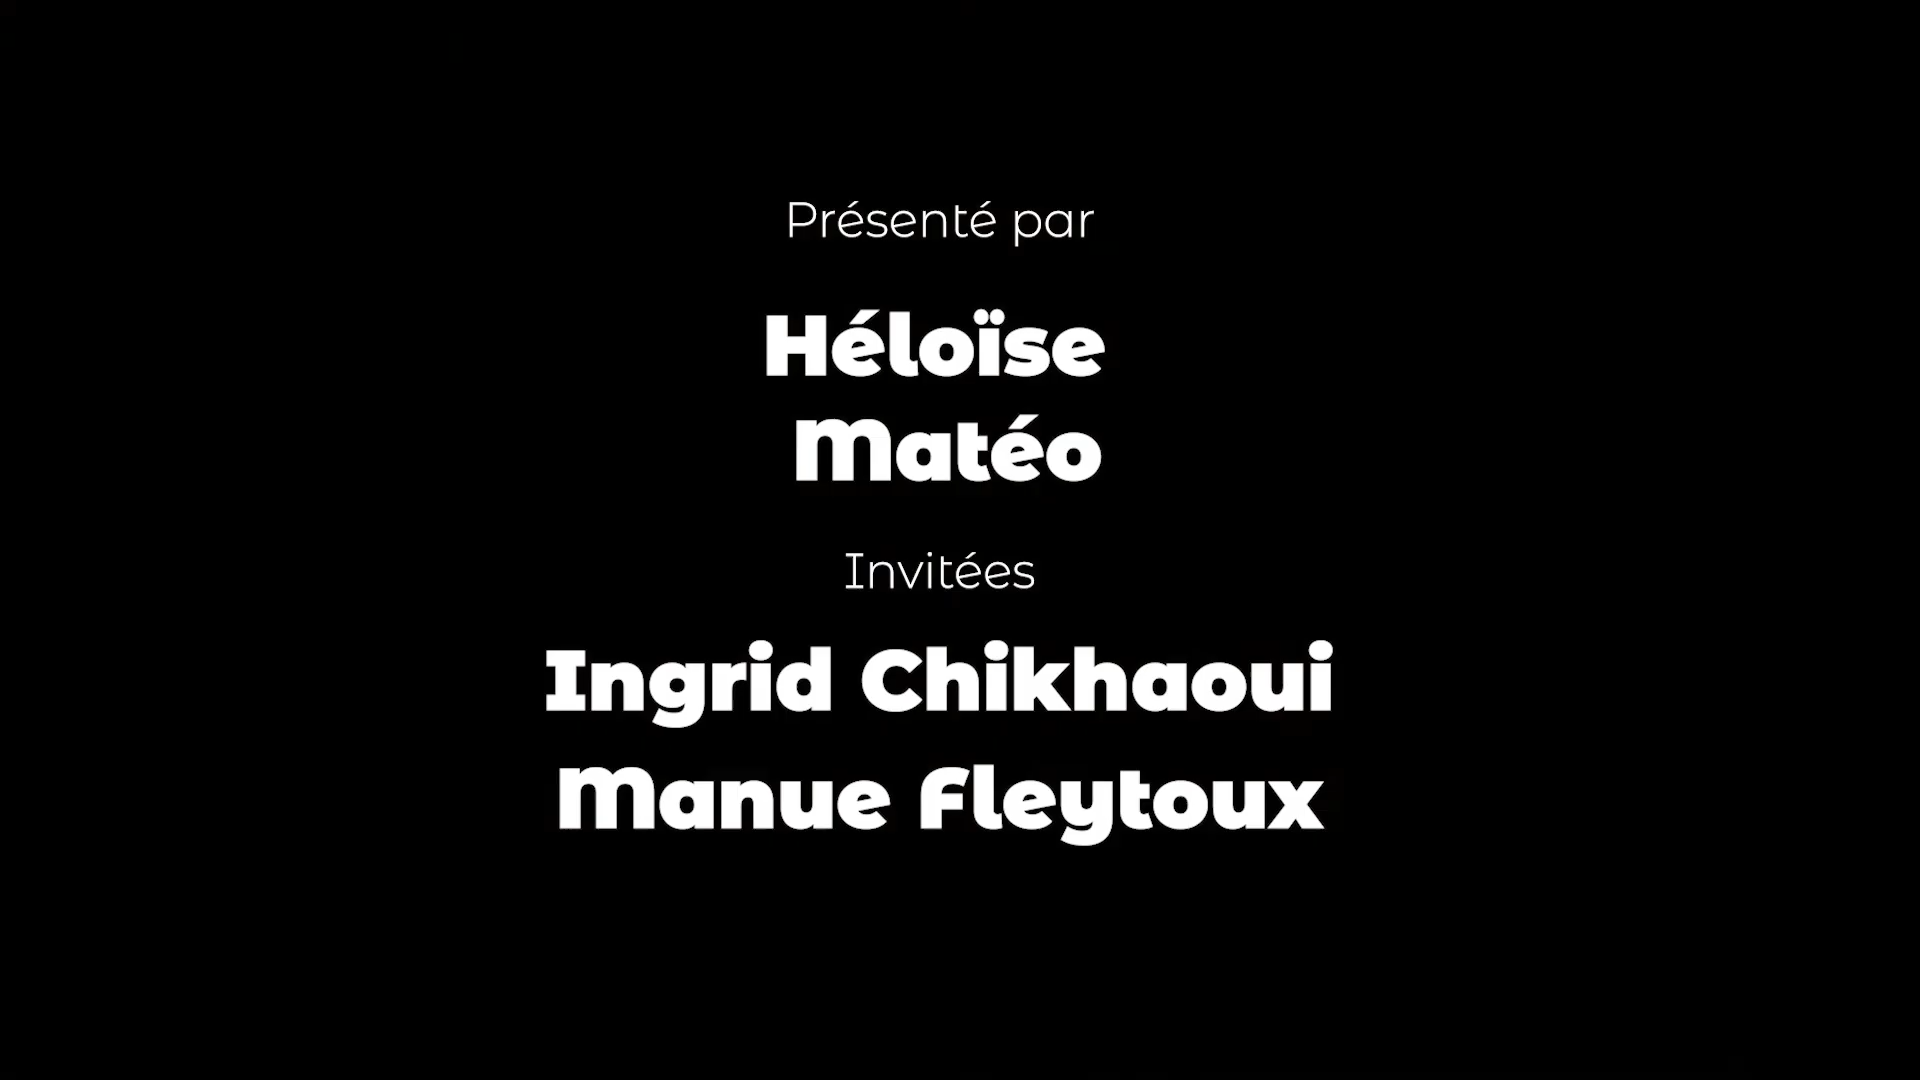 Présenté par
Héloïse
Matéo
Invitées
Ingrid Chikhaoui
Manue Fleytoux